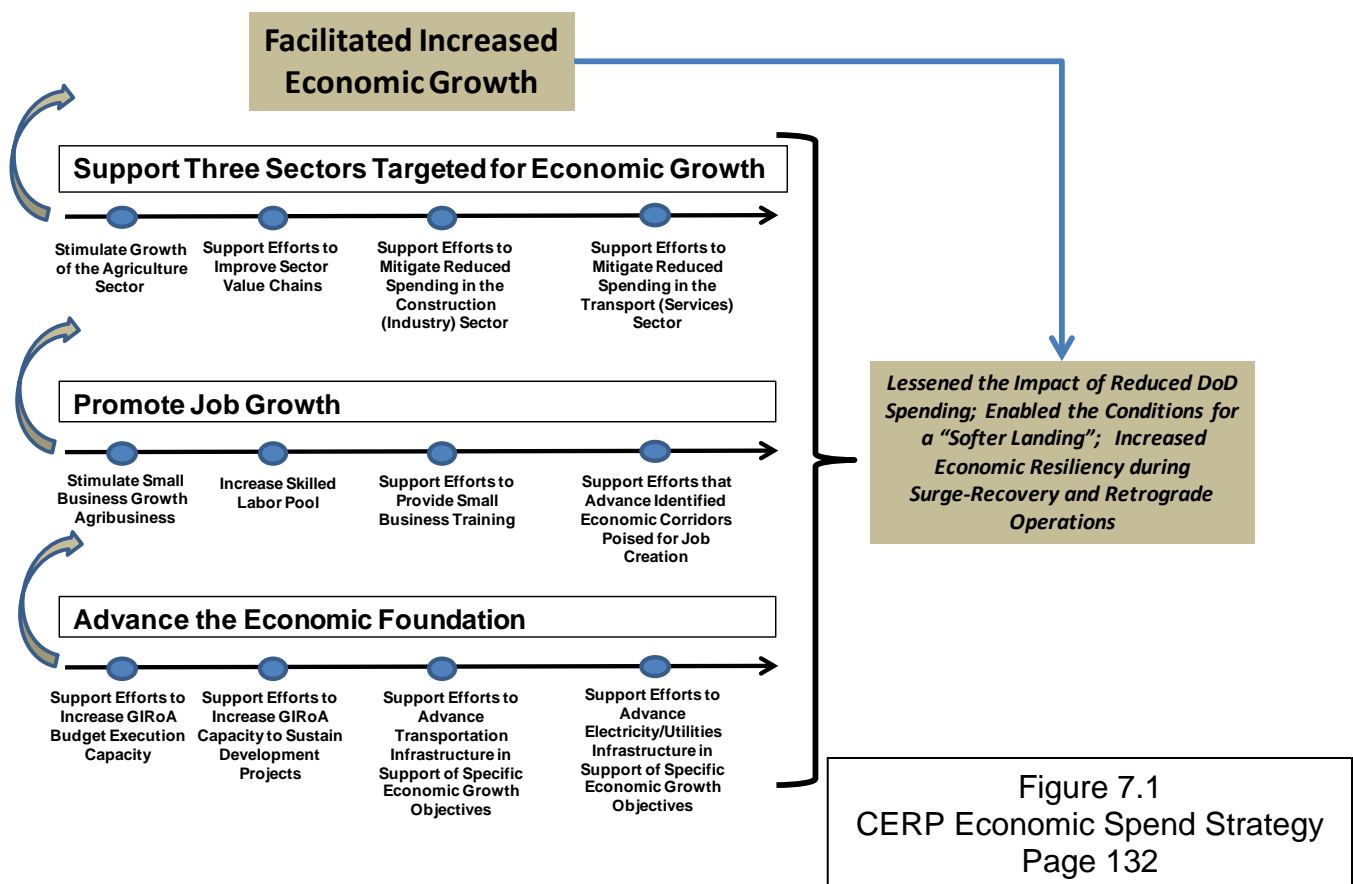 Facilitated Increased
Economic Growth
Support Three Sectors Targeted for Economic Growth
Stimulate Growth
of the Agriculture
Sector
Support Efforts to
Improve Sector
Value Chains
Support Efforts to
Mitigate Reduced
Spending in the
Construction
(Industry) Sector
Support Efforts to
Mitigate Reduced
Spending in the
Transport (Services)
Sector
Promote Job Growth
Stimulate Small
Business Growth
Agribusiness
Increase Skilled
Labor Pool
Support Efforts to
Provide Small
Business Training
Support Efforts that
Advance Identified
Economic Corridors
Poised for Job
Creation
Advance the Economic Foundation
Support Efforts to
Increase GIRoA
Budget Execution
Capacity
Support Efforts to
Increase GIRoA
Capacity to Sustain
Development
Projects
Support Efforts to
Advance
Transportation
Infrastructure in
Support of Specific
Economic Growth
Objectives
Support Efforts to
Advance
Electricity/Utilities
Infrastructure in
Support of Specific
Economic Growth
Objectives
Lessened the Impact of Reduced DoD
Spending; Enabled the Conditions for
a “Softer Landing”; Increased
Economic Resiliency during
Surge-Recovery and Retrograde
Operations
Figure 7.1
CERP Economic Spend Strategy
Page 132